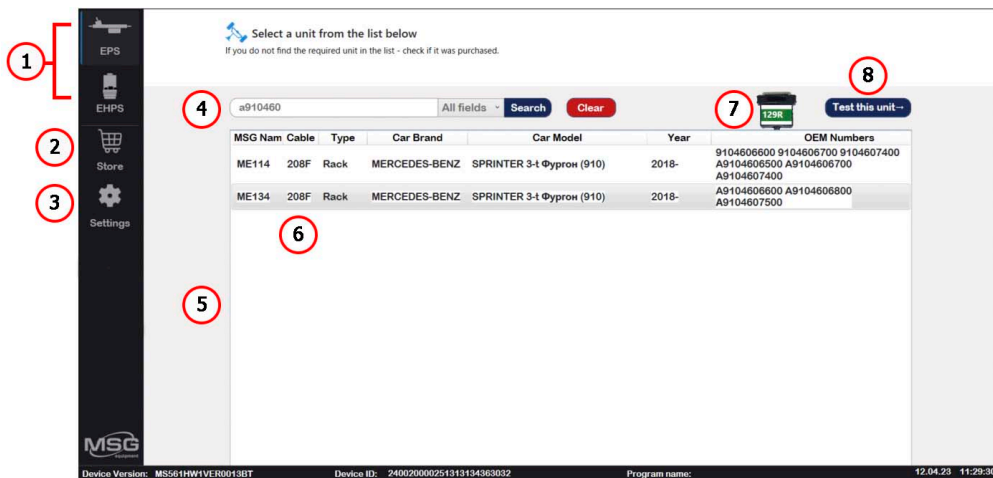 Select a unit from the list below
If you do not find the required unit in the list - check if it was purchased.
1
EPS
EHPS
2
Store
3
Settings
4
a910460
All fields
Search
Clear
7
129R
8
Test this unit→
MSG Nam Cable Type Car Brand Car Model Year OEM Numbers
ME114 208F Rack MERCEDES-BENZ SPRINTER 3-t Фургон (910) 2018- 9104606600 9104606700 9104607400
A9104606500 A9104606700
A9104607400
ME134 208F Rack MERCEDES-BENZ SPRINTER 3-t Фургон (910) 2018- A9104606600 A9104606800
A9104607500
6
5
MSG
equipment
Device Version: MS561HW1VER0013BT Device ID: 240020000251313134363032 Program name: 12.04.23 11:29:30